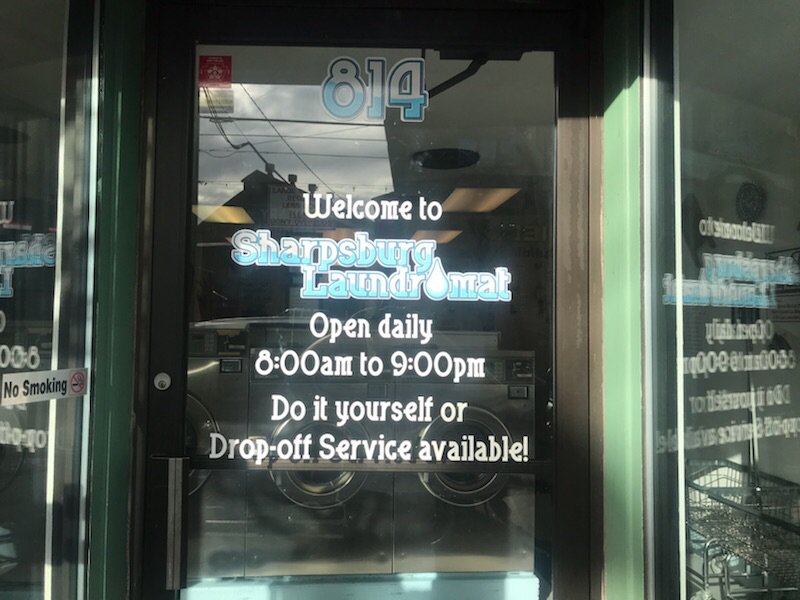 814
Welcome to
Sharpsburg
Laundromat
Open daily
8:00am to 9:00pm
Do it yourself or
Drop-off Service available!
No Smoking